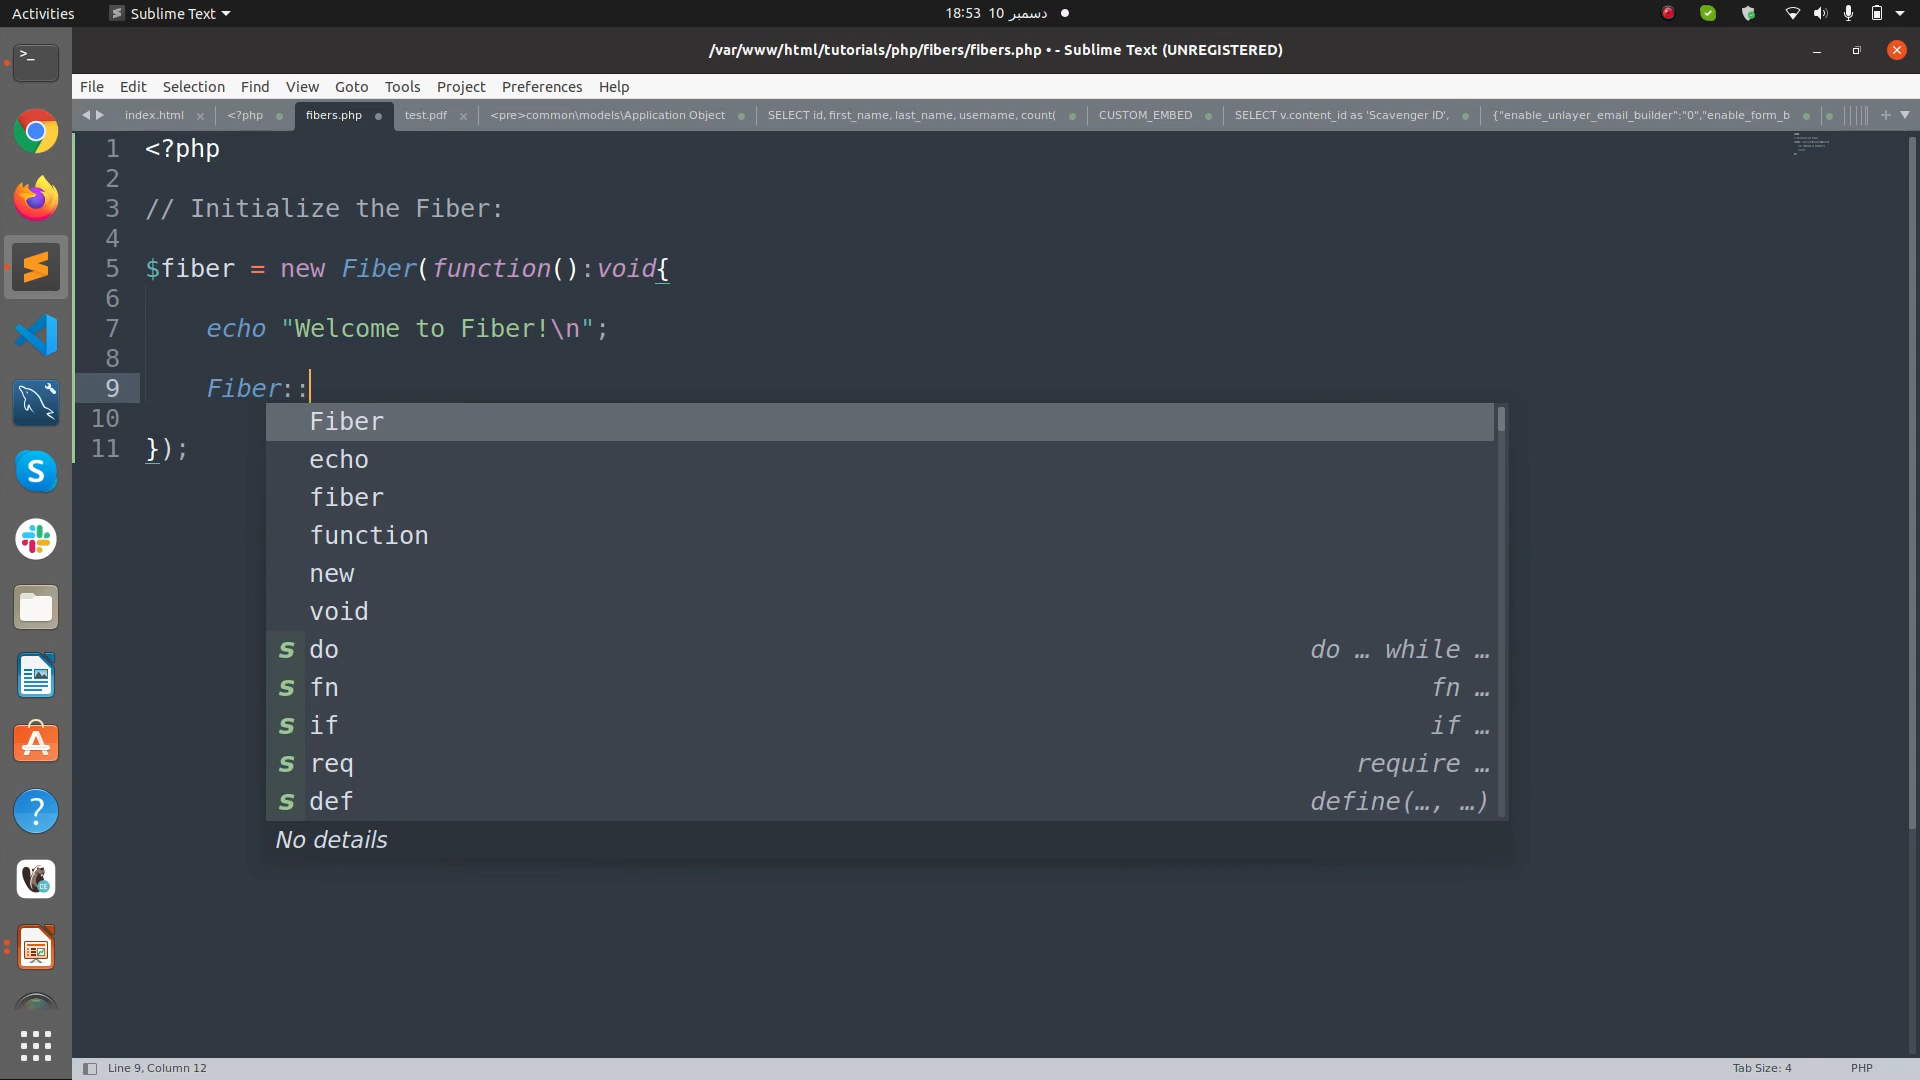 Activities Sublime Text 18:53 10 دسمبر
/var/www/html/tutorials/php/fibers/fibers.php • - Sublime Text (UNREGISTERED)
File Edit Selection Find View Goto Tools Project Preferences Help
index.html <?php fibers.php test.pdf <pre>common\models\Application Object SELECT id, first_name, last_name, username, count( CUSTOM_EMBED SELECT v.content_id as 'Scavenger ID', {"enable_unlayer_email_builder":"0","enable_form_b
1 <?php
2
3 // Initialize the Fiber:
4
5 $fiber = new Fiber(function():void{
6
7 echo "Welcome to Fiber!\n";
8
9 Fiber::
10
11 });
Fiber
echo
fiber
function
new
void
s do do … while …
s fn fn …
s if if …
s req require …
s def define(…, …)
No details
Line 9, Column 12 Tab Size: 4 PHP